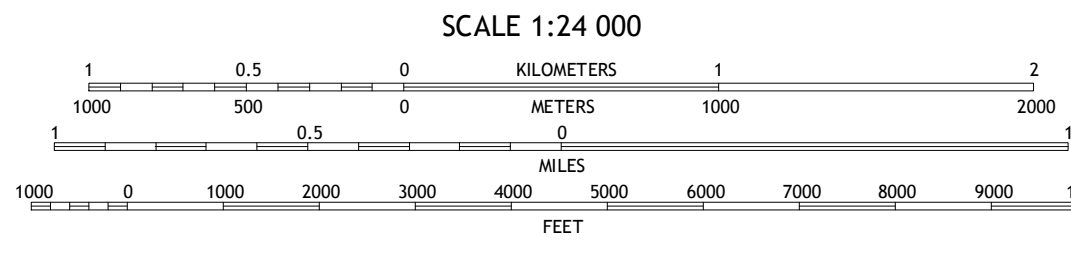 SCALE 1:24 000
1 0.5 0 KILOMETERS 1 2
1000 500 0 METERS 1000 2000
1 0.5 0 1
MILES
1000 0 1000 2000 3000 4000 5000 6000 7000 8000 9000 1
FEET